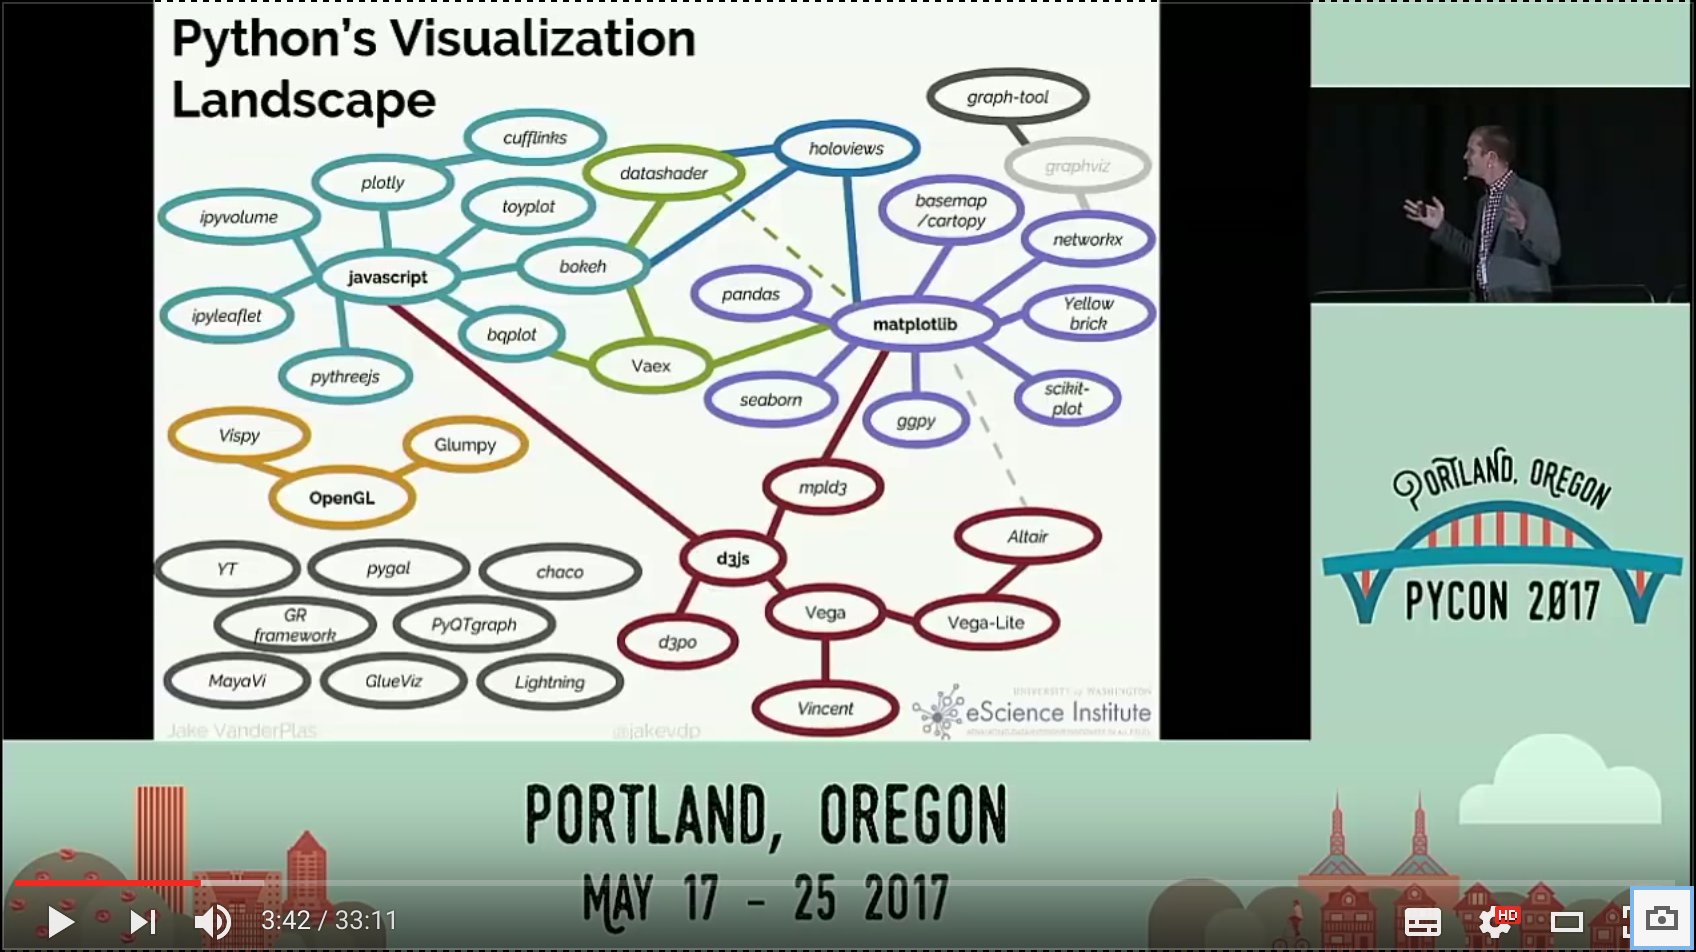 Python's Visualization
Landscape
graph-tool
cufflinks
holoviews
graphviz
datashader
plotly
basemap
/cartopy
toyplot
ipyvolume
networkx
bokeh
javascript
pandas
Yellow
brick
ipyleaflet
matplotlib
bqplot
Vaex
pythreejs
seaborn
scikit-
plot
ggpy
Vispy
Glumpy
mpld3
OpenGL
Altair
d3js
YT
pygal
chaco
GR
framework
PyQTgraph
Vega
Vega-Lite
d3po
MayaVi
GlueViz
Lightning
Vincent
UNIVERSITY of WASHINGTON
eScience Institute
Jake VanderPlas
@jakevdp
PORTLAND, OREGON
PYCON 2017
PORTLAND, OREGON
MAY 17 - 25 2017
3:42 / 33:11
HD